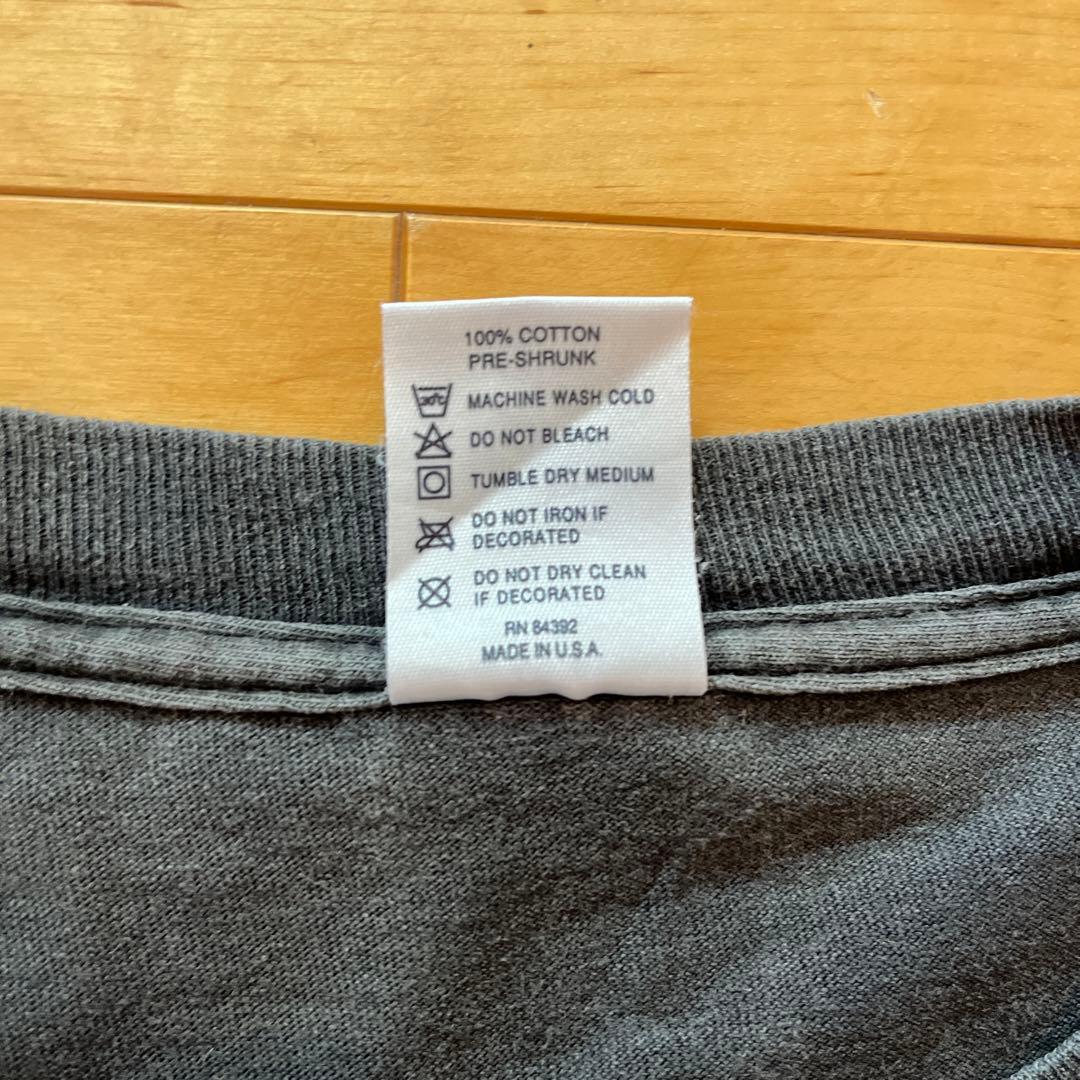 100% COTTON
PRE-SHRUNK
30°C MACHINE WASH COLD
DO NOT BLEACH
TUMBLE DRY MEDIUM
DO NOT IRON IF
DECORATED
DO NOT DRY CLEAN
IF DECORATED
RN 84392
MADE IN U.S.A.